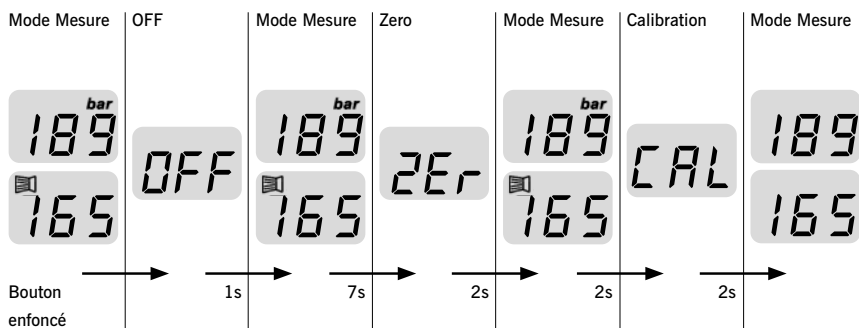 Mode Mesure OFF Mode Mesure Zero Mode Mesure Calibration Mode Mesure
bar bar bar
189 189 189 189
OFF 2Er CAL
165 165 165 165
Bouton 1s 7s 2s 2s 2s
enfoncé